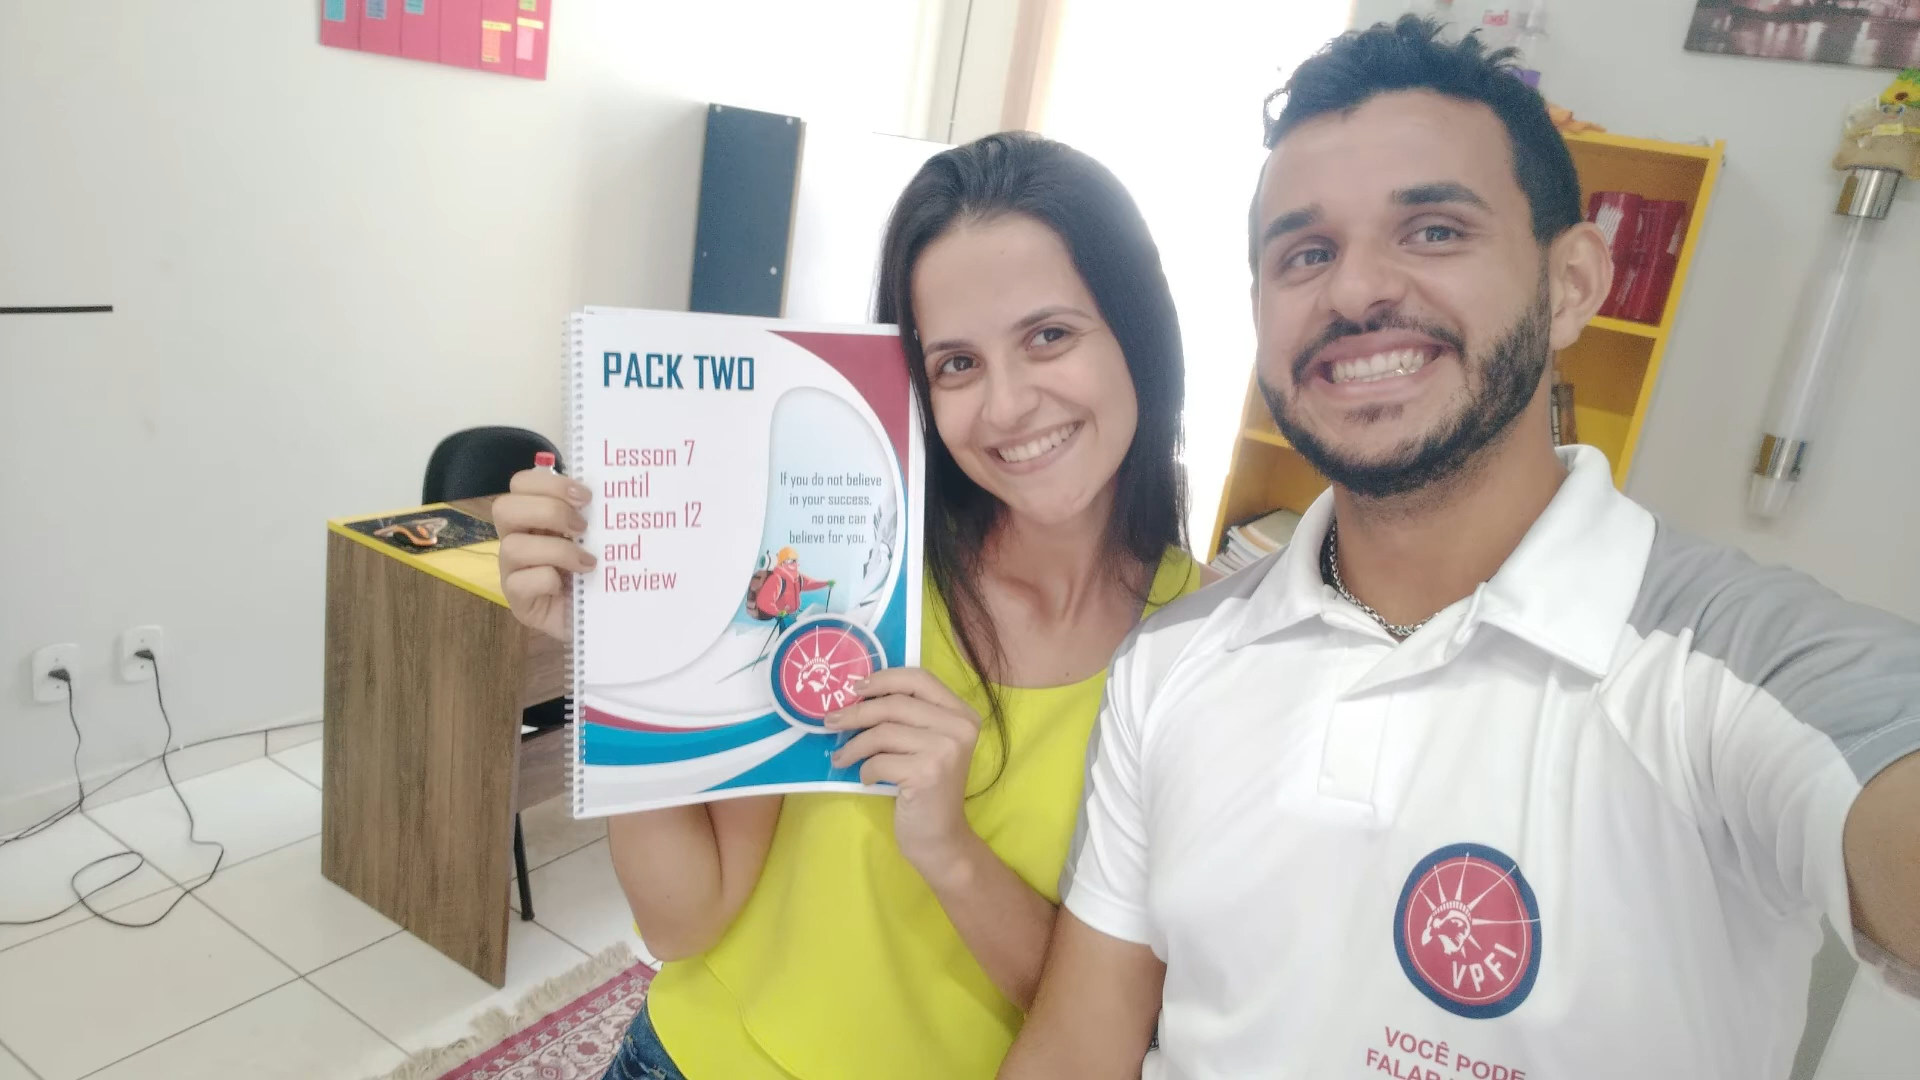 PACK TWO
Lesson 7
until
Lesson 12
and
Review
If you do not believe
in your success,
no one can
believe for you.
VPFI
VPFI
VOCÊ PODE
FALAR